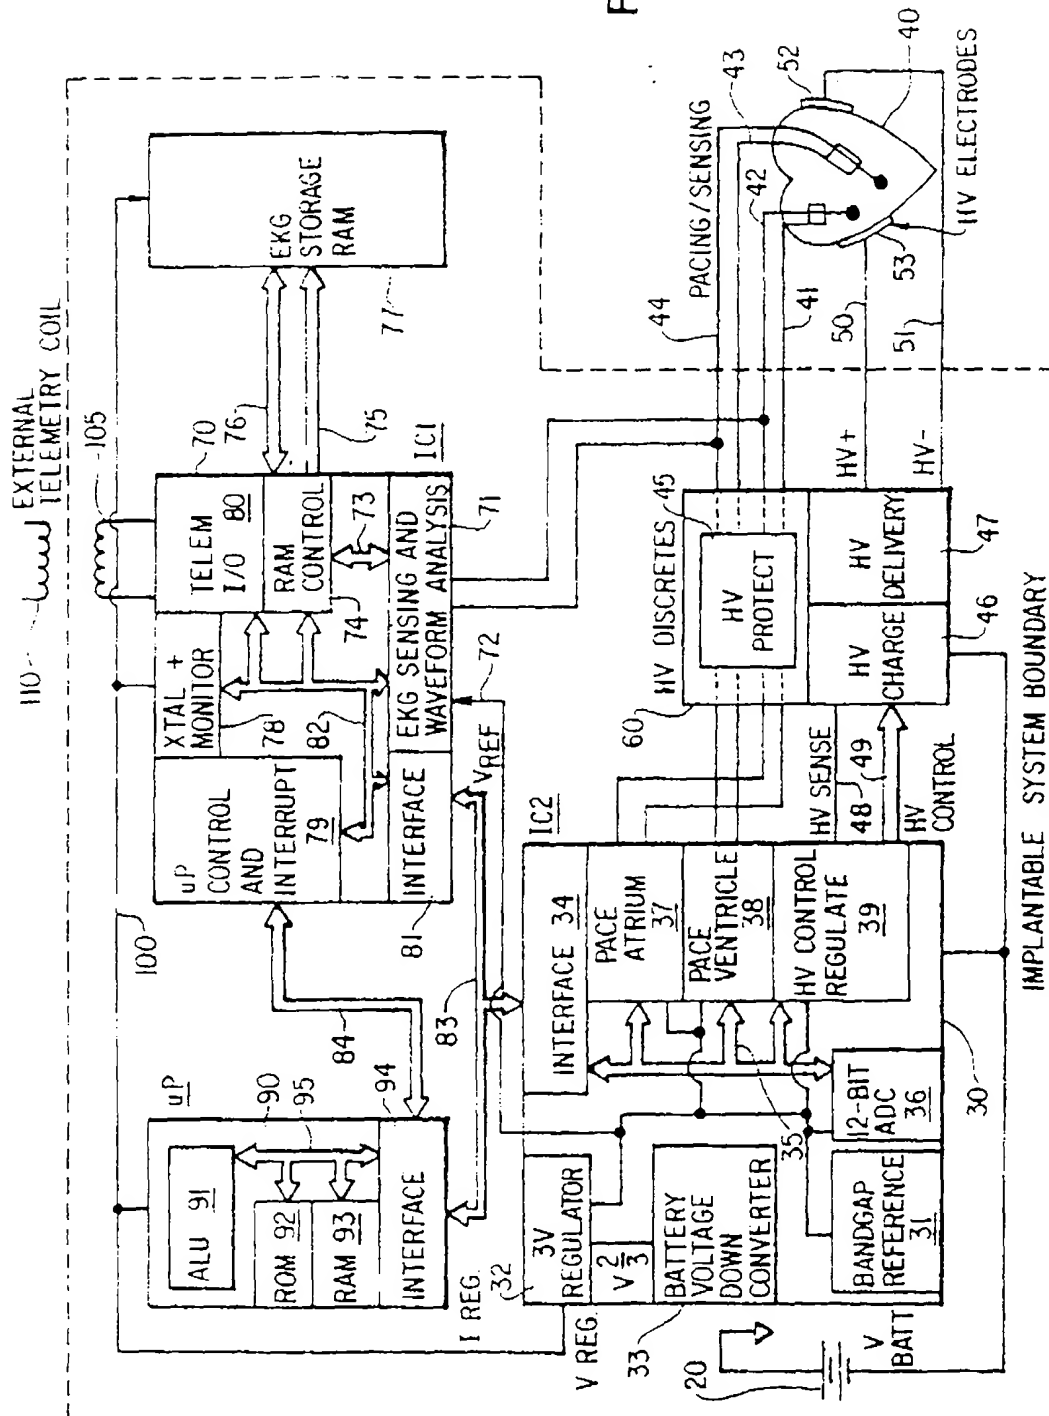 110
EXTERNAL
TELEMETRY COIL
105
100
uP
ALU 91
90
95
ROM 92
RAM 93
94
INTERFACE
84
uP
CONTROL
AND
INTERRUPT
79
XTAL +
MONITOR
78
82
TELEM
I/O 80
70
RAM
CONTROL
74
73
76
75
EKG
STORAGE
RAM
77
IC1
INTERFACE
81
EKG SENSING AND
WAVEFORM ANALYSIS
71
72
VREF
83
I REG.
V REG.
32
3V
REGULATOR
V 2/3
33
BATTERY
VOLTAGE
DOWN
CONVERTER
BANDGAP
REFERENCE
31
20
V
BATT
IC2
INTERFACE 34
PACE
ATRIUM
37
PACE
VENTRICLE
38
HV CONTROL
REGULATE
39
35
12-BIT
ADC
36
30
HV DISCRETES
45
60
HV
PROTECT
HV
CHARGE
46
HV
DELIVERY
47
HV SENSE
48
49
HV
CONTROL
HV+
HV-
PACING/SENSING
44
43
42
41
50
51
52
53
40
HV ELECTRODES
IMPLANTABLE SYSTEM BOUNDARY